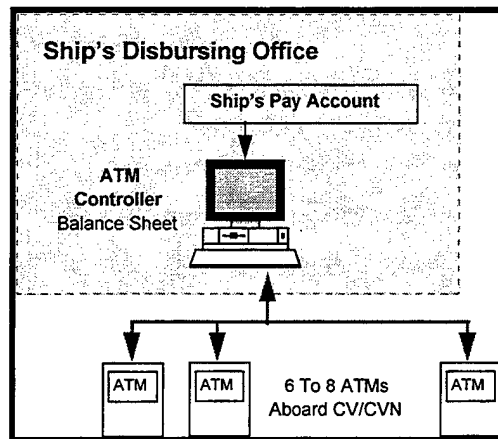 Ship's Disbursing Office
Ship's Pay Account
ATM
Controller
Balance Sheet
ATM
ATM
6 To 8 ATMs
Aboard CV/CVN
ATM